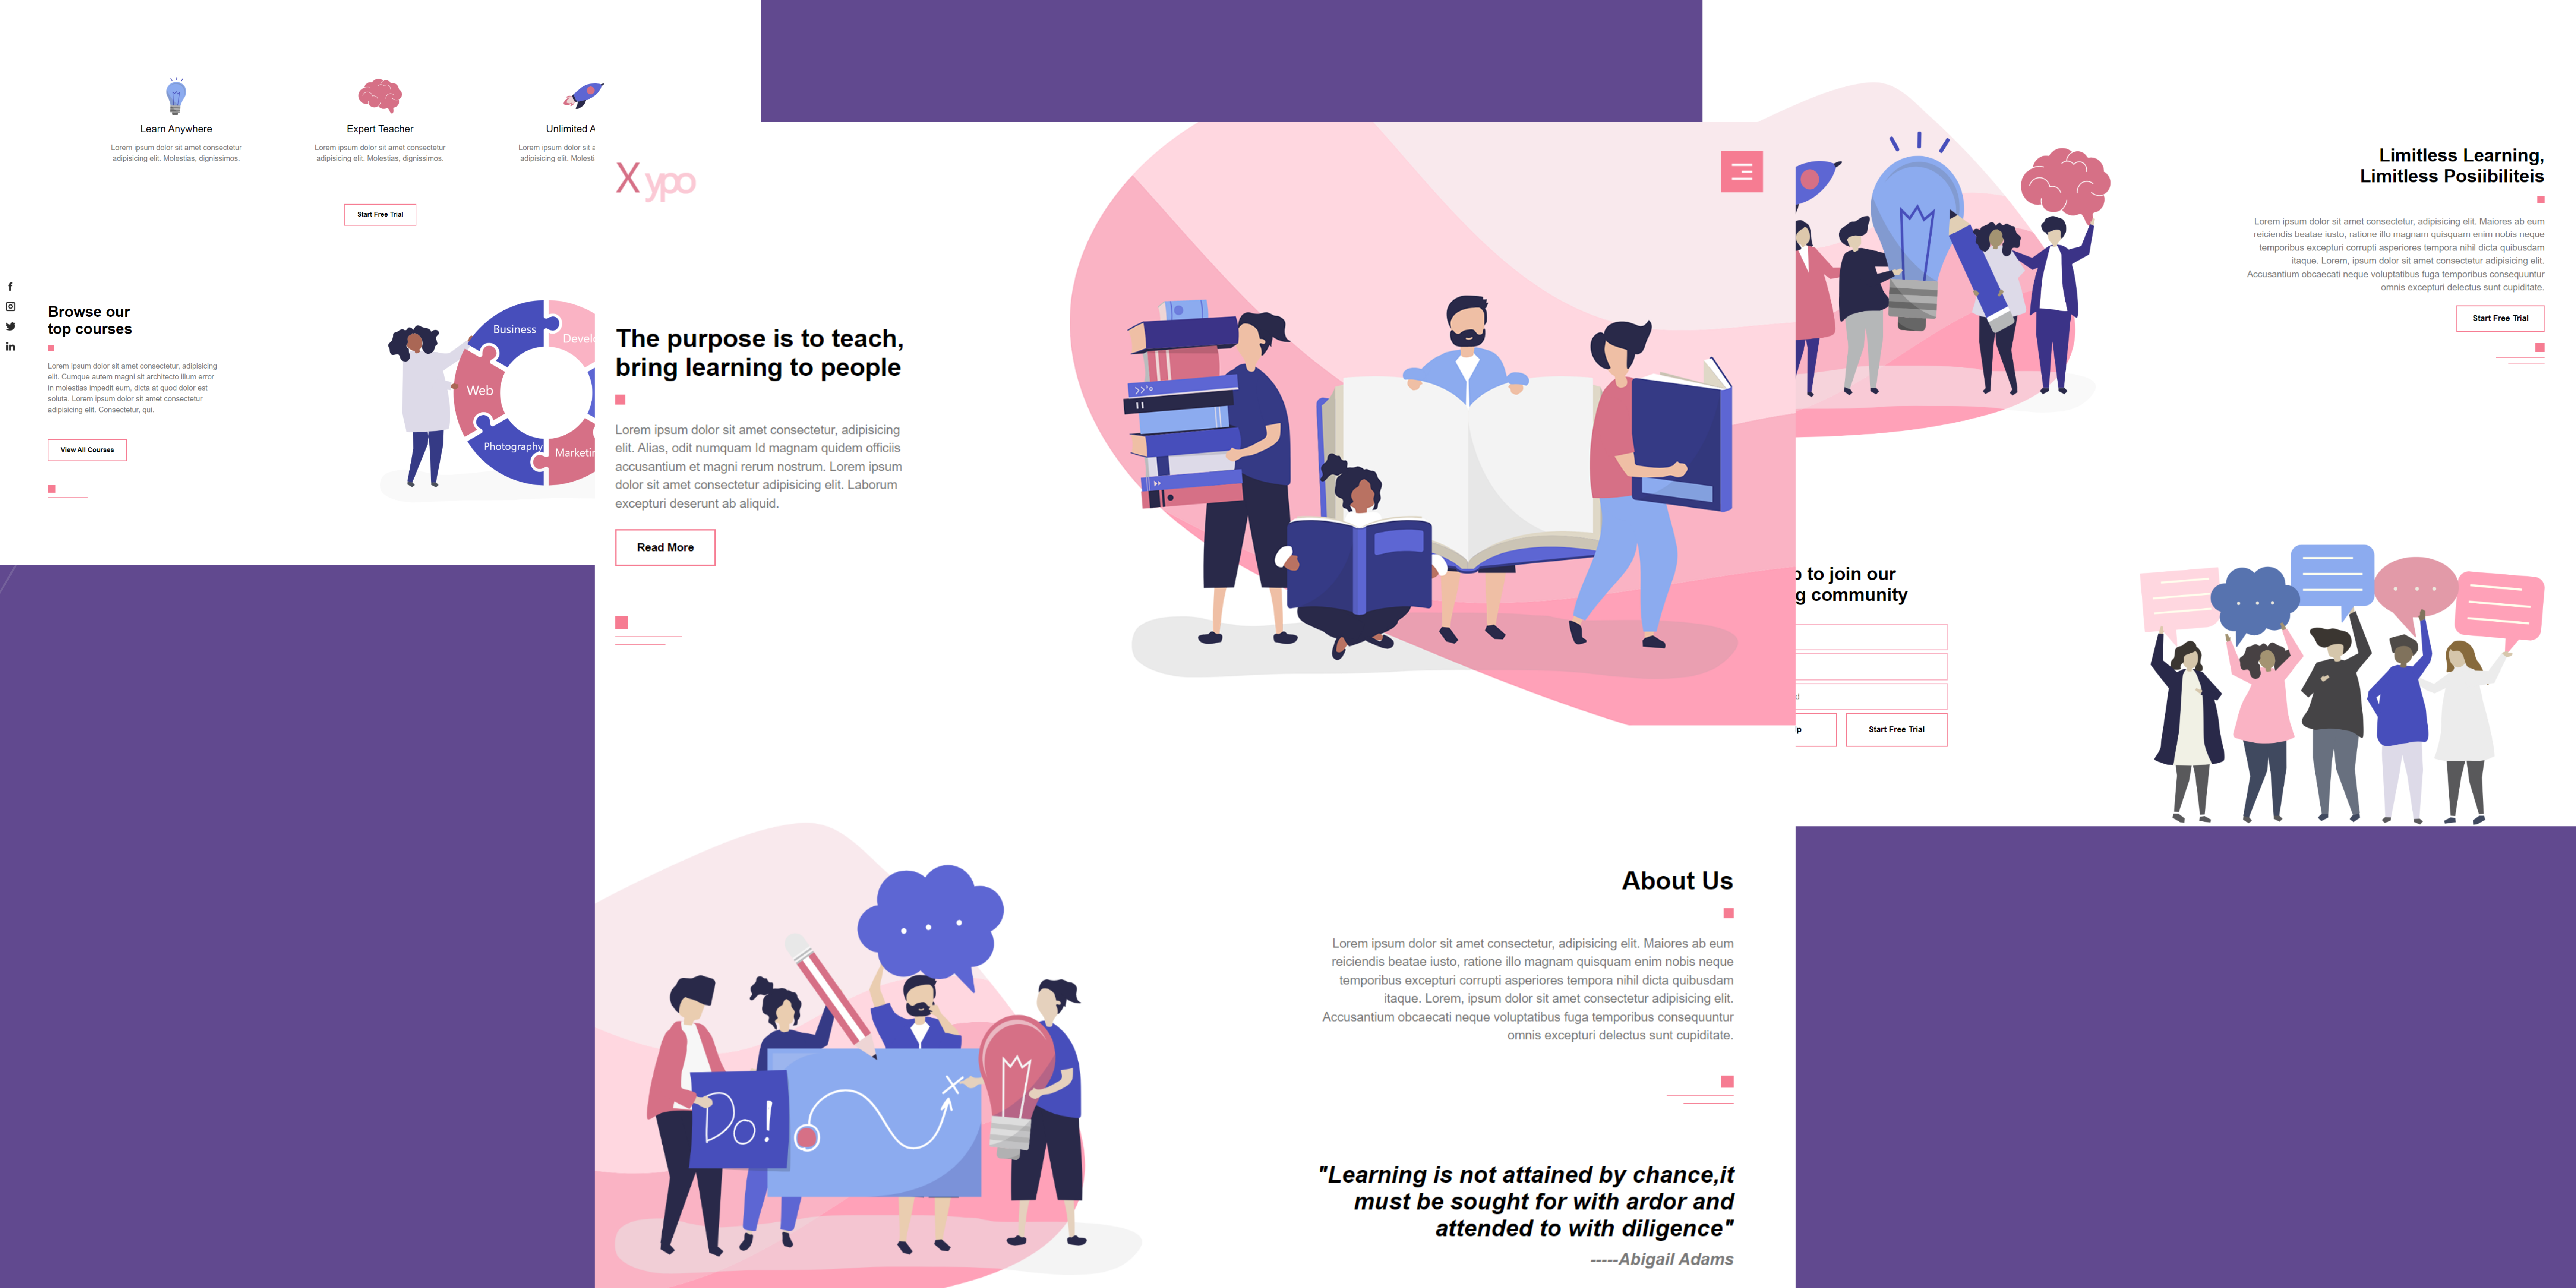 Learn Anywhere
Lorem ipsum dolor sit amet consectetur
adipisicing elit. Molestias, dignissimos.
Expert Teacher
Lorem ipsum dolor sit amet consectetur
adipisicing elit. Molestias, dignissimos.
Unlimited A
Lorem ipsum dolor sit a
adipisicing elit. Molesti
Start Free Trial
Browse our
top courses
Lorem ipsum dolor sit amet consectetur, adipisicing
elit. Cumque autem magni sit architecto illum error
in molestias impedit eum, dicta at quod dolor est
soluta. Lorem ipsum dolor sit amet consectetur
adipisicing elit. Consectetur, qui.
View All Courses
Business
Develo
Web
Photography
Marketin
Xypo
The purpose is to teach,
bring learning to people
Lorem ipsum dolor sit amet consectetur, adipisicing
elit. Alias, odit numquam Id magnam quidem officiis
accusantium et magni rerum nostrum. Lorem ipsum
dolor sit amet consectetur adipisicing elit. Laborum
excepturi deserunt ab aliquid.
Read More
Limitless Learning,
Limitless Posiibiliteis
Lorem ipsum dolor sit amet consectetur, adipisicing elit. Maiores ab eum
reiciendis beatae iusto, ratione illo magnam quisquam enim nobis neque
temporibus excepturi corrupti asperiores tempora nihil dicta quibusdam
itaque. Lorem, ipsum dolor sit amet consectetur adipisicing elit.
Accusantium obcaecati neque voluptatibus fuga temporibus consequuntur
omnis excepturi delectus sunt cupiditate.
Start Free Trial
p to join our
g community
d
Up
Start Free Trial
Do!
About Us
Lorem ipsum dolor sit amet consectetur, adipisicing elit. Maiores ab eum
reiciendis beatae iusto, ratione illo magnam quisquam enim nobis neque
temporibus excepturi corrupti asperiores tempora nihil dicta quibusdam
itaque. Lorem, ipsum dolor sit amet consectetur adipisicing elit.
Accusantium obcaecati neque voluptatibus fuga temporibus consequuntur
omnis excepturi delectus sunt cupiditate.
"Learning is not attained by chance,it
must be sought for with ardor and
attended to with diligence"
-----Abigail Adams